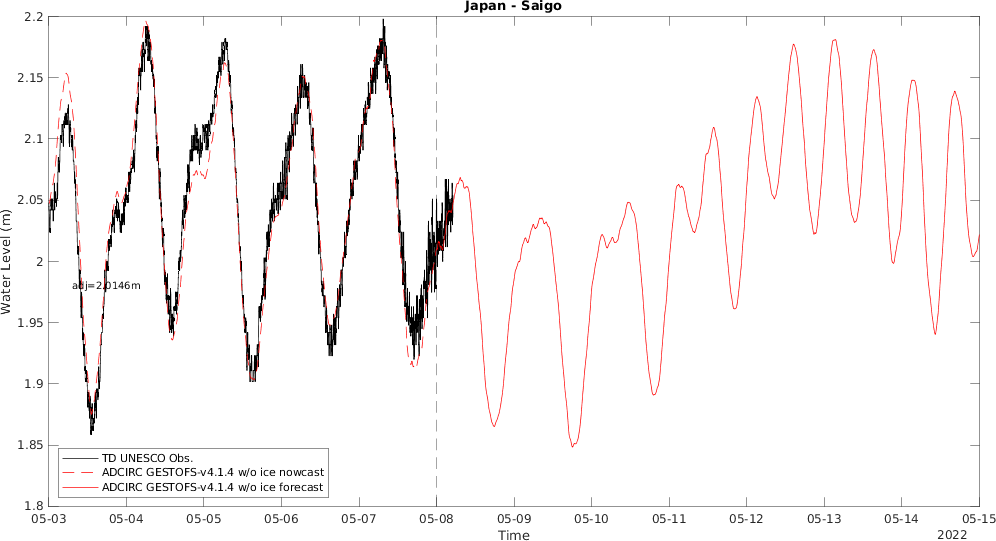 Japan - Saigo
2.2
2.15
2.1
2.05
2
1.95
1.9
1.85
1.8
Water Level (m)
adj=2.0146m
TD UNESCO Obs.
ADCIRC GESTOFS-v4.1.4 w/o ice nowcast
ADCIRC GESTOFS-v4.1.4 w/o ice forecast
05-03 05-04 05-05 05-06 05-07 05-08 05-09 05-10 05-11 05-12 05-13 05-14 05-15
Time
2022